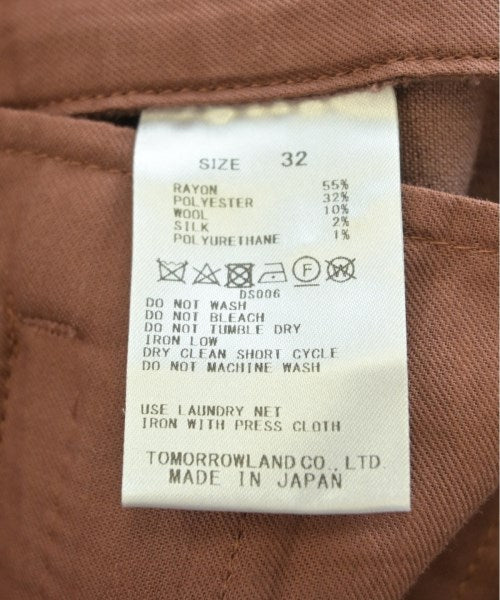 SIZE 32
RAYON 55%
POLYESTER 32%
WOOL 10%
SILK 2%
POLYURETHANE 1%
F W
DS006
DO NOT WASH
DO NOT BLEACH
DO NOT TUMBLE DRY
IRON LOW
DRY CLEAN SHORT CYCLE
DO NOT MACHINE WASH
USE LAUNDRY NET
IRON WITH PRESS CLOTH
TOMORROWLAND CO., LTD.
MADE IN JAPAN